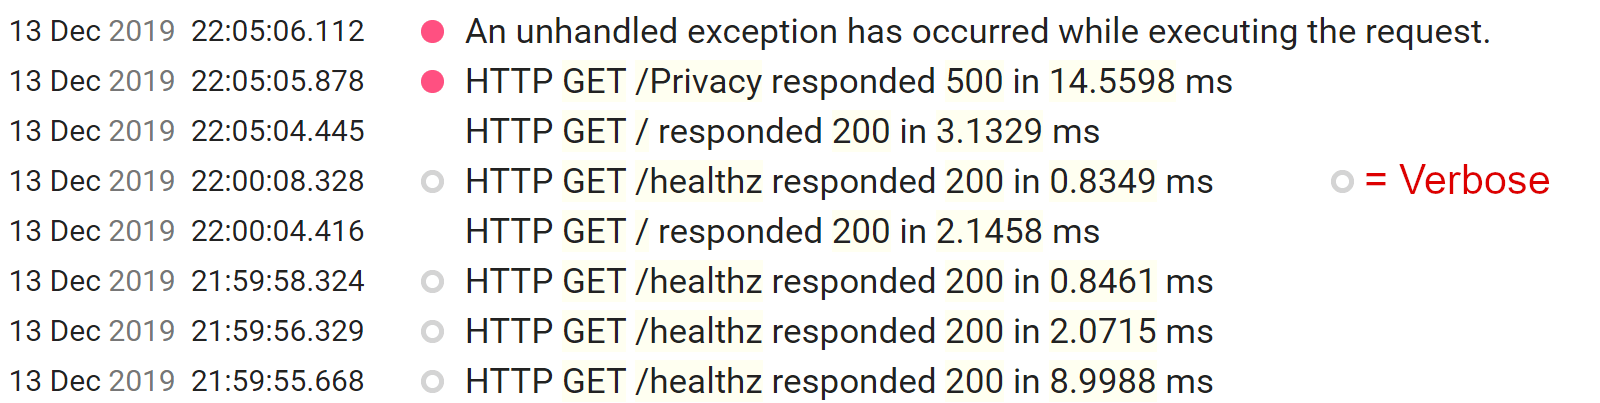 13 Dec 2019 22:05:06.112 An unhandled exception has occurred while executing the request.
13 Dec 2019 22:05:05.878 HTTP GET /Privacy responded 500 in 14.5598 ms
13 Dec 2019 22:05:04.445 HTTP GET / responded 200 in 3.1329 ms
13 Dec 2019 22:00:08.328 HTTP GET /healthz responded 200 in 0.8349 ms = Verbose
13 Dec 2019 22:00:04.416 HTTP GET / responded 200 in 2.1458 ms
13 Dec 2019 21:59:58.324 HTTP GET /healthz responded 200 in 0.8461 ms
13 Dec 2019 21:59:56.329 HTTP GET /healthz responded 200 in 2.0715 ms
13 Dec 2019 21:59:55.668 HTTP GET /healthz responded 200 in 8.9988 ms